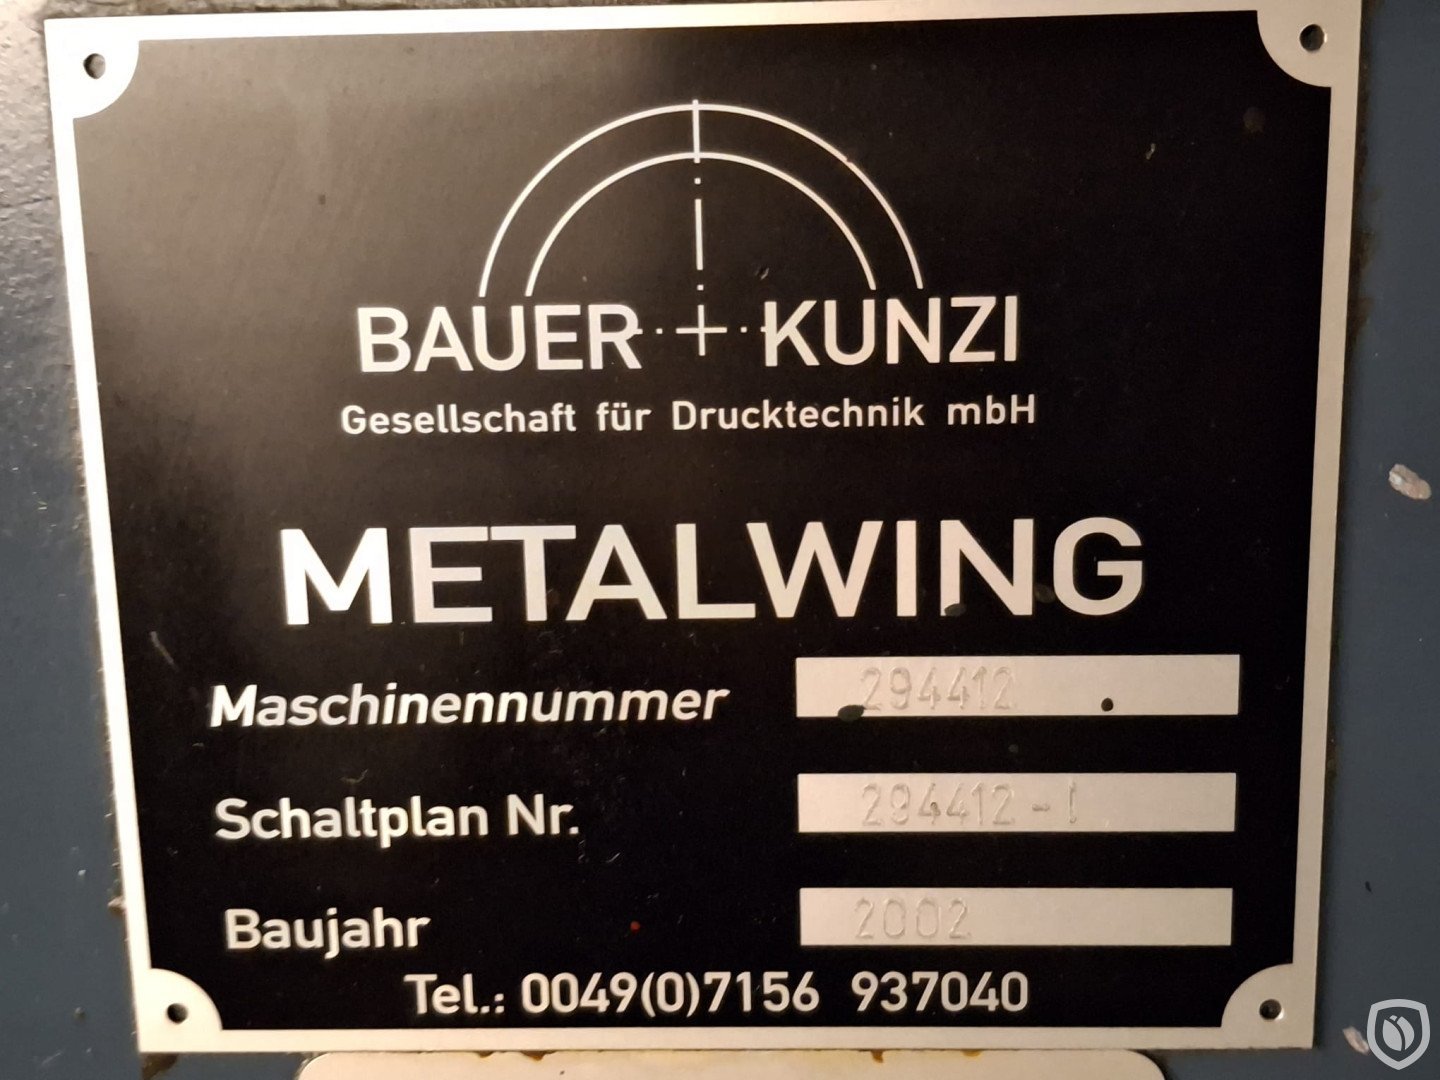 BAUER + KUNZI
Gesellschaft für Drucktechnik mbH
METALWING
Maschinennummer 294412
Schaltplan Nr. 294412-1
Baujahr 2002
Tel.: 0049(0)7156 937040